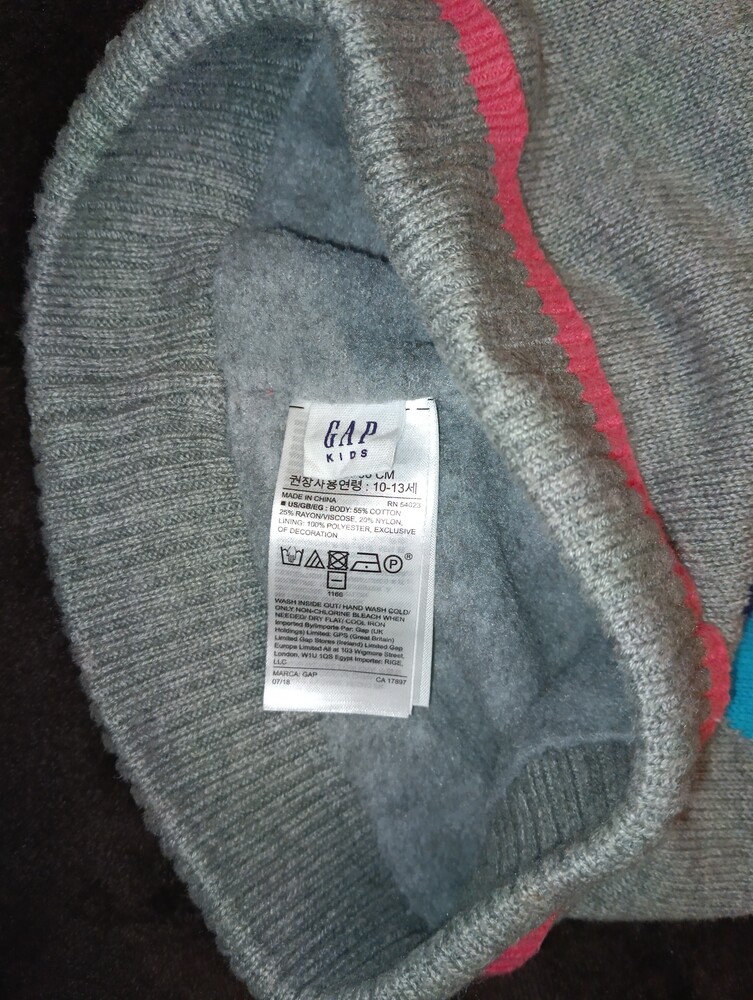 GAP
KIDS
CM
권장사용연령 : 10-13세
MADE IN CHINA RN 54023
■ US/GB/EG : BODY: 55% COTTON
25% RAYON/VISCOSE, 20% NYLON,
LINING: 100% POLYESTER, EXCLUSIVE
OF DECORATION
P ®
1166
WASH INSIDE OUT/ HAND WASH COLD/
ONLY NON-CHLORINE BLEACH WHEN
NEEDED/ DRY FLAT/ COOL IRON
Imported By/Importe Par: Gap (UK
Holdings) Limited, GPS (Great Britain)
Limited Gap Stores (Ireland) Limited Gap
Europe Limited All at 103 Wigmore Street,
London, W1U 1QS Egypt Importer: RIGE,
LLC
MARCA: GAP
07/18 CA 17897